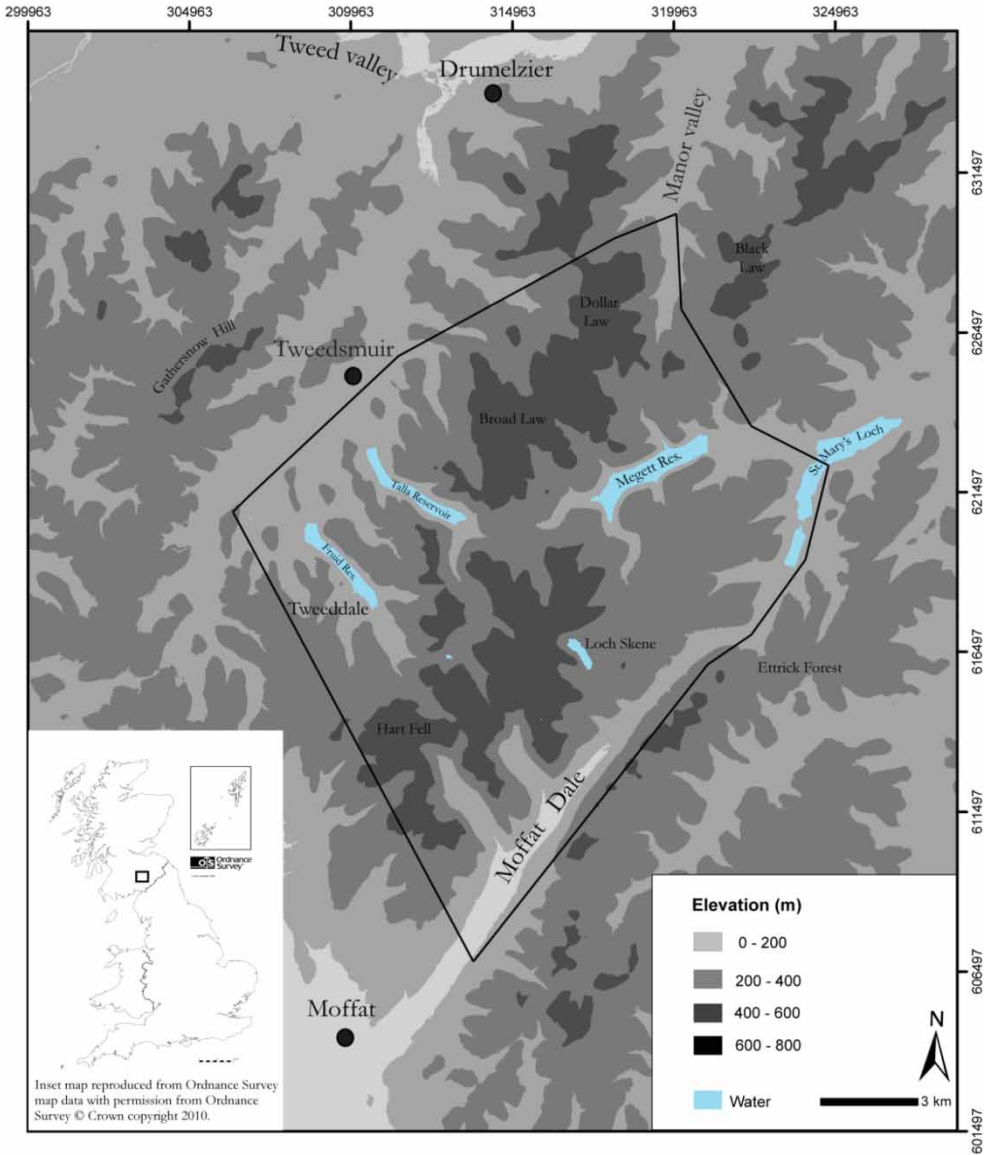 299963 304963 309963 314963 319963 324963
Tweed valley
Drumelzier
Manor valley
631497
Black
Law
Dollar
Law
626497
Gathersnow Hill
Tweedsmuir
Broad Law
St. Mary's Loch
Megett Res.
621497
Talla Reservoir
Fruid Res.
Tweeddale
Loch Skene
616497
Ettrick Forest
Hart Fell
Moffat Dale
611497
606497
Moffat
601497
OS Ordnance
Survey
Inset map reproduced from Ordnance Survey
map data with permission from Ordnance
Survey © Crown copyright 2010.
Elevation (m)
0 - 200
200 - 400
400 - 600
600 - 800
Water
N
3 km